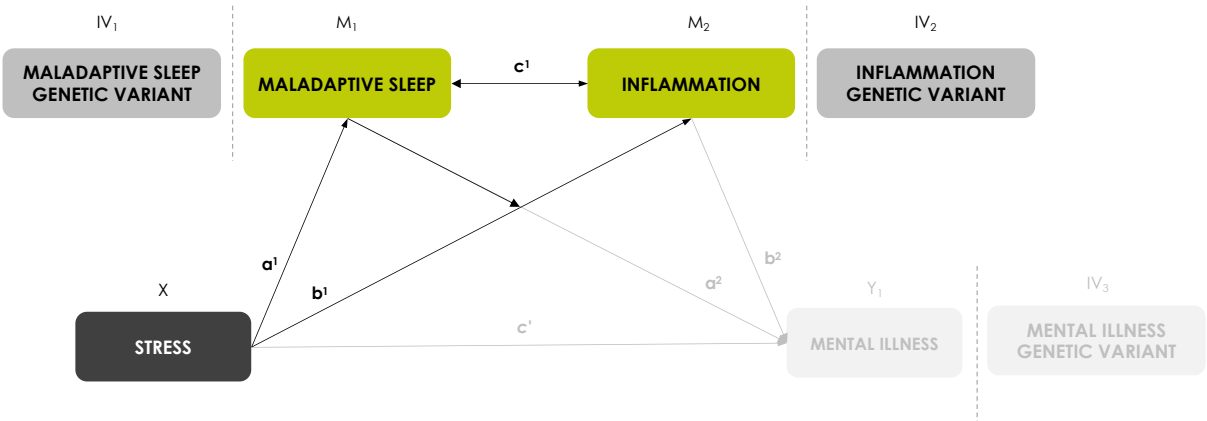 IV₁
M₁
M₂
IV₂
MALADAPTIVE SLEEP
GENETIC VARIANT
MALADAPTIVE SLEEP
c¹
INFLAMMATION
INFLAMMATION
GENETIC VARIANT
a¹
b¹
b²
a²
X
Y₁
IV₃
STRESS
c'
MENTAL ILLNESS
MENTAL ILLNESS
GENETIC VARIANT